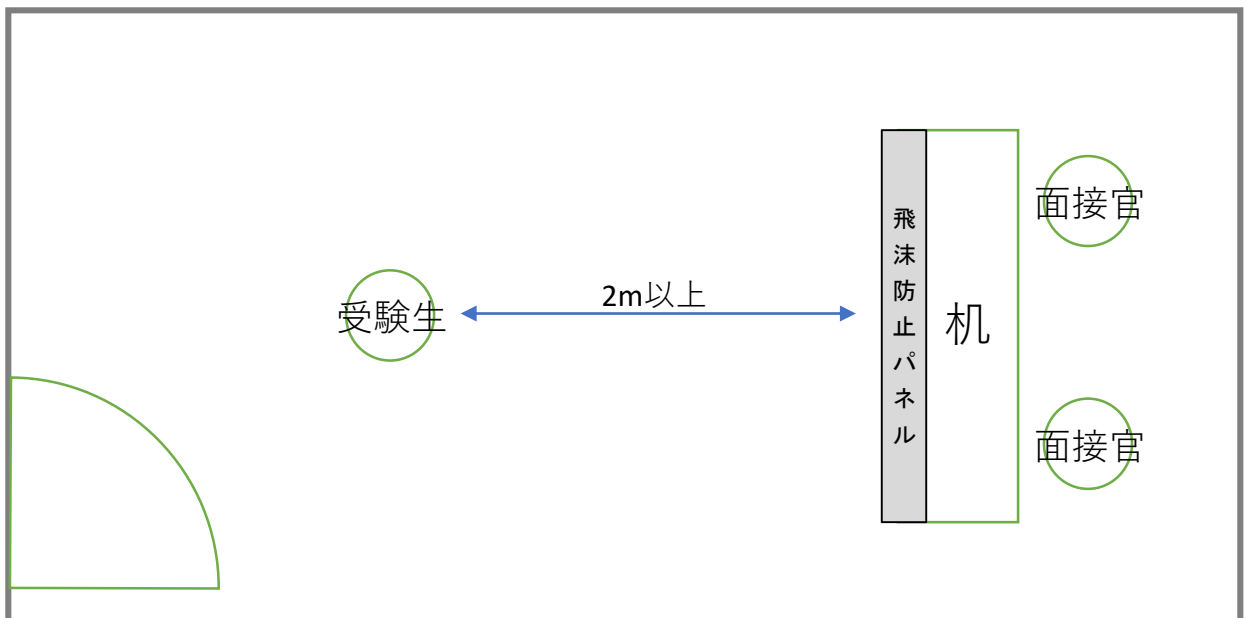 面接官
飛沫防止パネル
2m以上
受験生
机
面接官